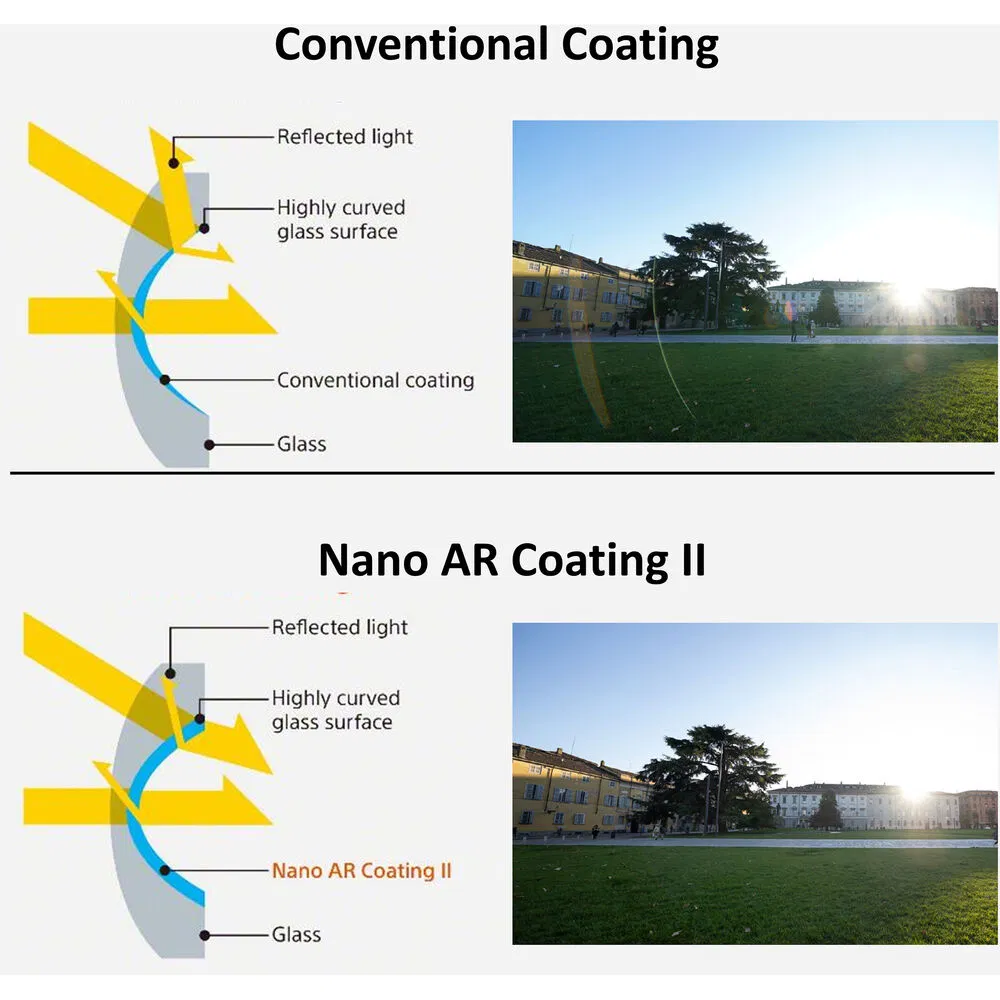 Conventional Coating
Reflected light
Highly curved
glass surface
Conventional coating
Glass
Nano AR Coating II
Reflected light
Highly curved
glass surface
Nano AR Coating II
Glass